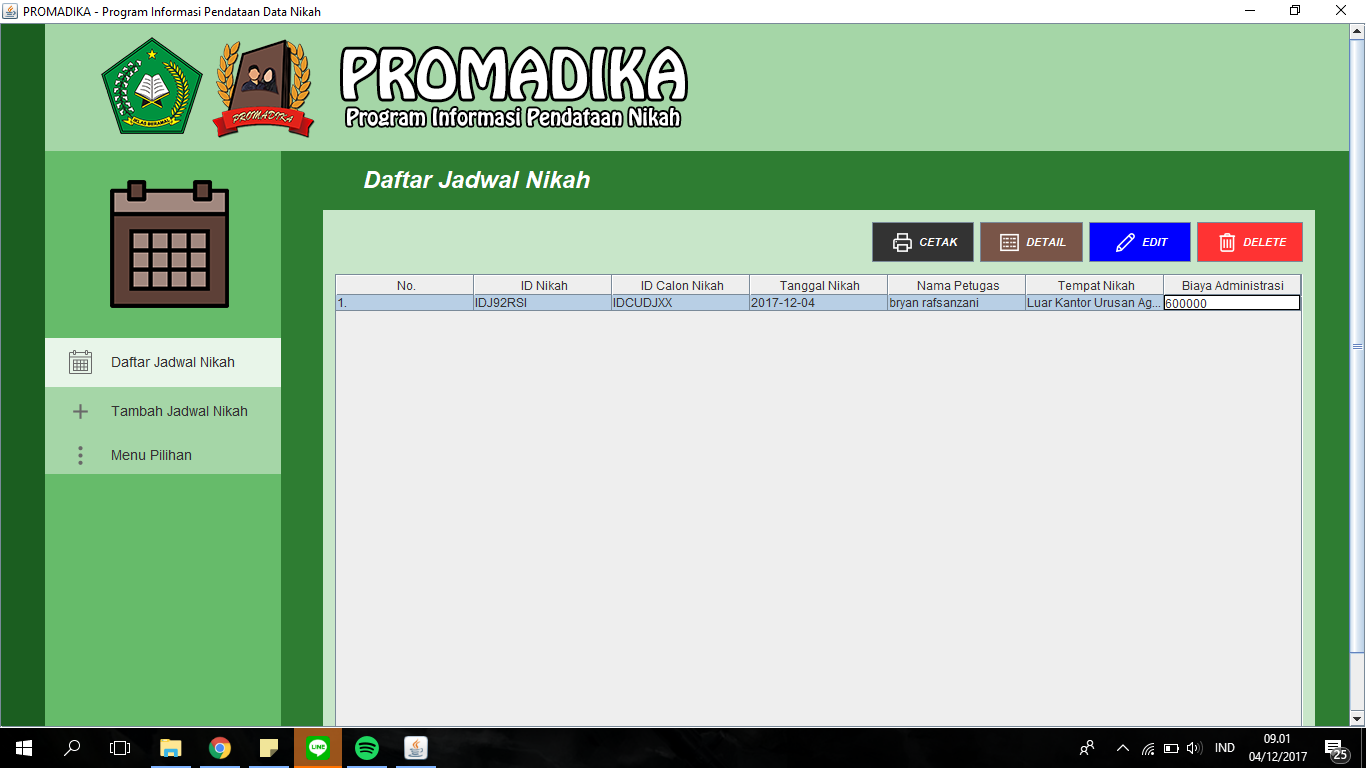 PROMADIKA - Program Informasi Pendataan Data Nikah
IKHLAS BERAMAL
PROMADIKA
PROMADIKA
Program Informasi Pendataan Nikah
Daftar Jadwal Nikah
CETAK DETAIL EDIT DELETE
No. ID Nikah ID Calon Nikah Tanggal Nikah Nama Petugas Tempat Nikah Biaya Administrasi
1. IDJ92RSI IDCUDJXX 2017-12-04 bryan rafsanzani Luar Kantor Urusan Ag... 600000
Daftar Jadwal Nikah
Tambah Jadwal Nikah
Menu Pilihan
LINE
IND
09.01
04/12/2017
25